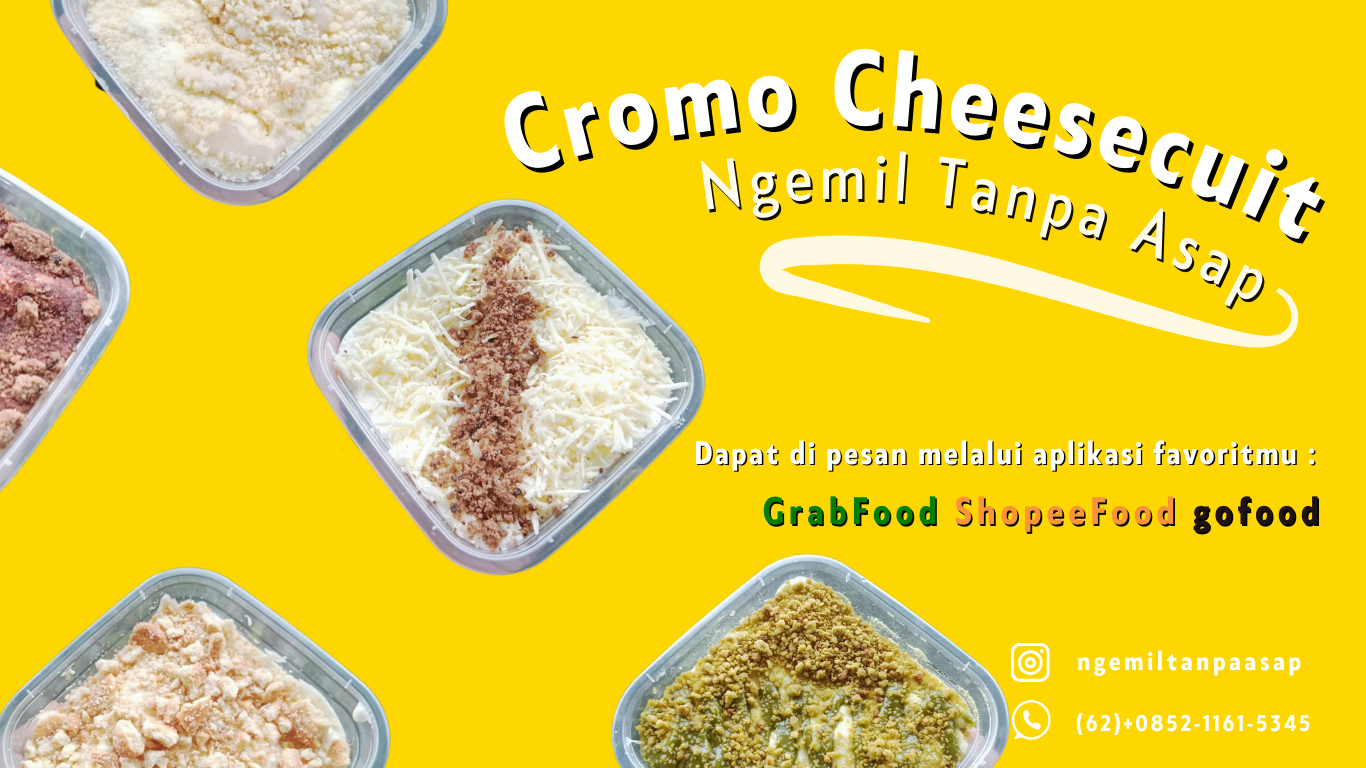 Cromo Cheesecuit
Ngemil Tanpa Asap
Dapat di pesan melalui aplikasi favoritmu :
GrabFood ShopeeFood gofood
ngemiltanpaasap
(62)+0852-1161-5345